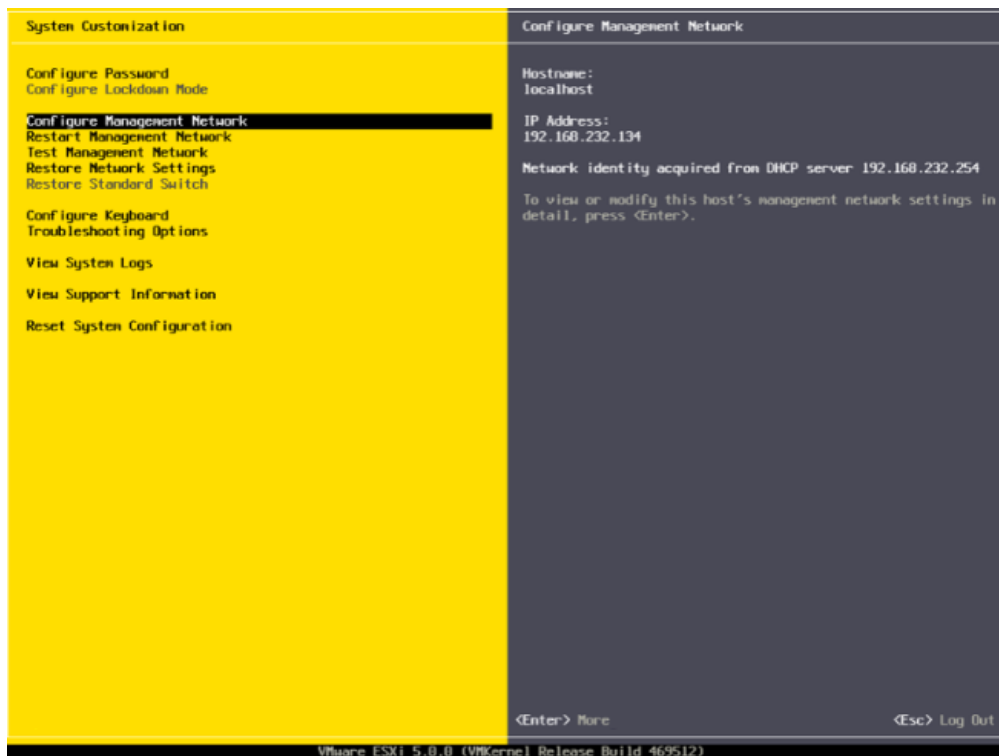 System Customization
Configure Password
Configure Lockdown Mode
Configure Management Network
Restart Management Network
Test Management Network
Restore Network Settings
Restore Standard Switch
Configure Keyboard
Troubleshooting Options
View System Logs
View Support Information
Reset System Configuration
Configure Management Network
Hostname:
localhost
IP Address:
192.168.232.134
Network identity acquired from DHCP server 192.168.232.254
To view or modify this host's management network settings in
detail, press <Enter>.
<Enter> More
<Esc> Log Out
VMware ESXi 5.0.0 (VMKernel Release Build 469512)